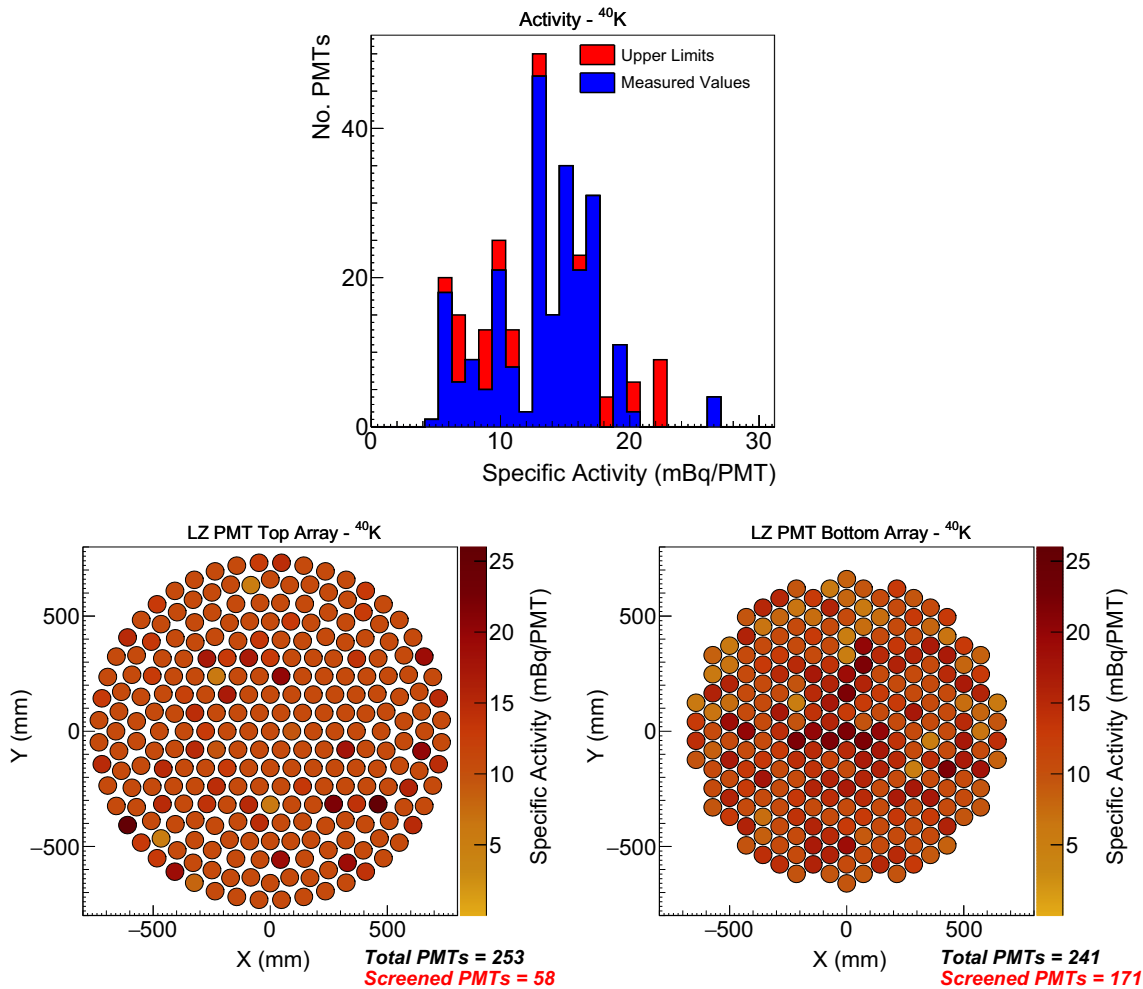 Activity - ⁴⁰K
No. PMTs
Upper Limits
Measured Values
40
20
0
0 10 20 30
Specific Activity (mBq/PMT)
LZ PMT Top Array - ⁴⁰K
Y (mm)
500
0
−500
−500 0 500
X (mm)
25
20
15
10
5
Specific Activity (mBq/PMT)
Total PMTs = 253
Screened PMTs = 58
LZ PMT Bottom Array - ⁴⁰K
Y (mm)
500
0
−500
−500 0 500
X (mm)
25
20
15
10
5
Specific Activity (mBq/PMT)
Total PMTs = 241
Screened PMTs = 171